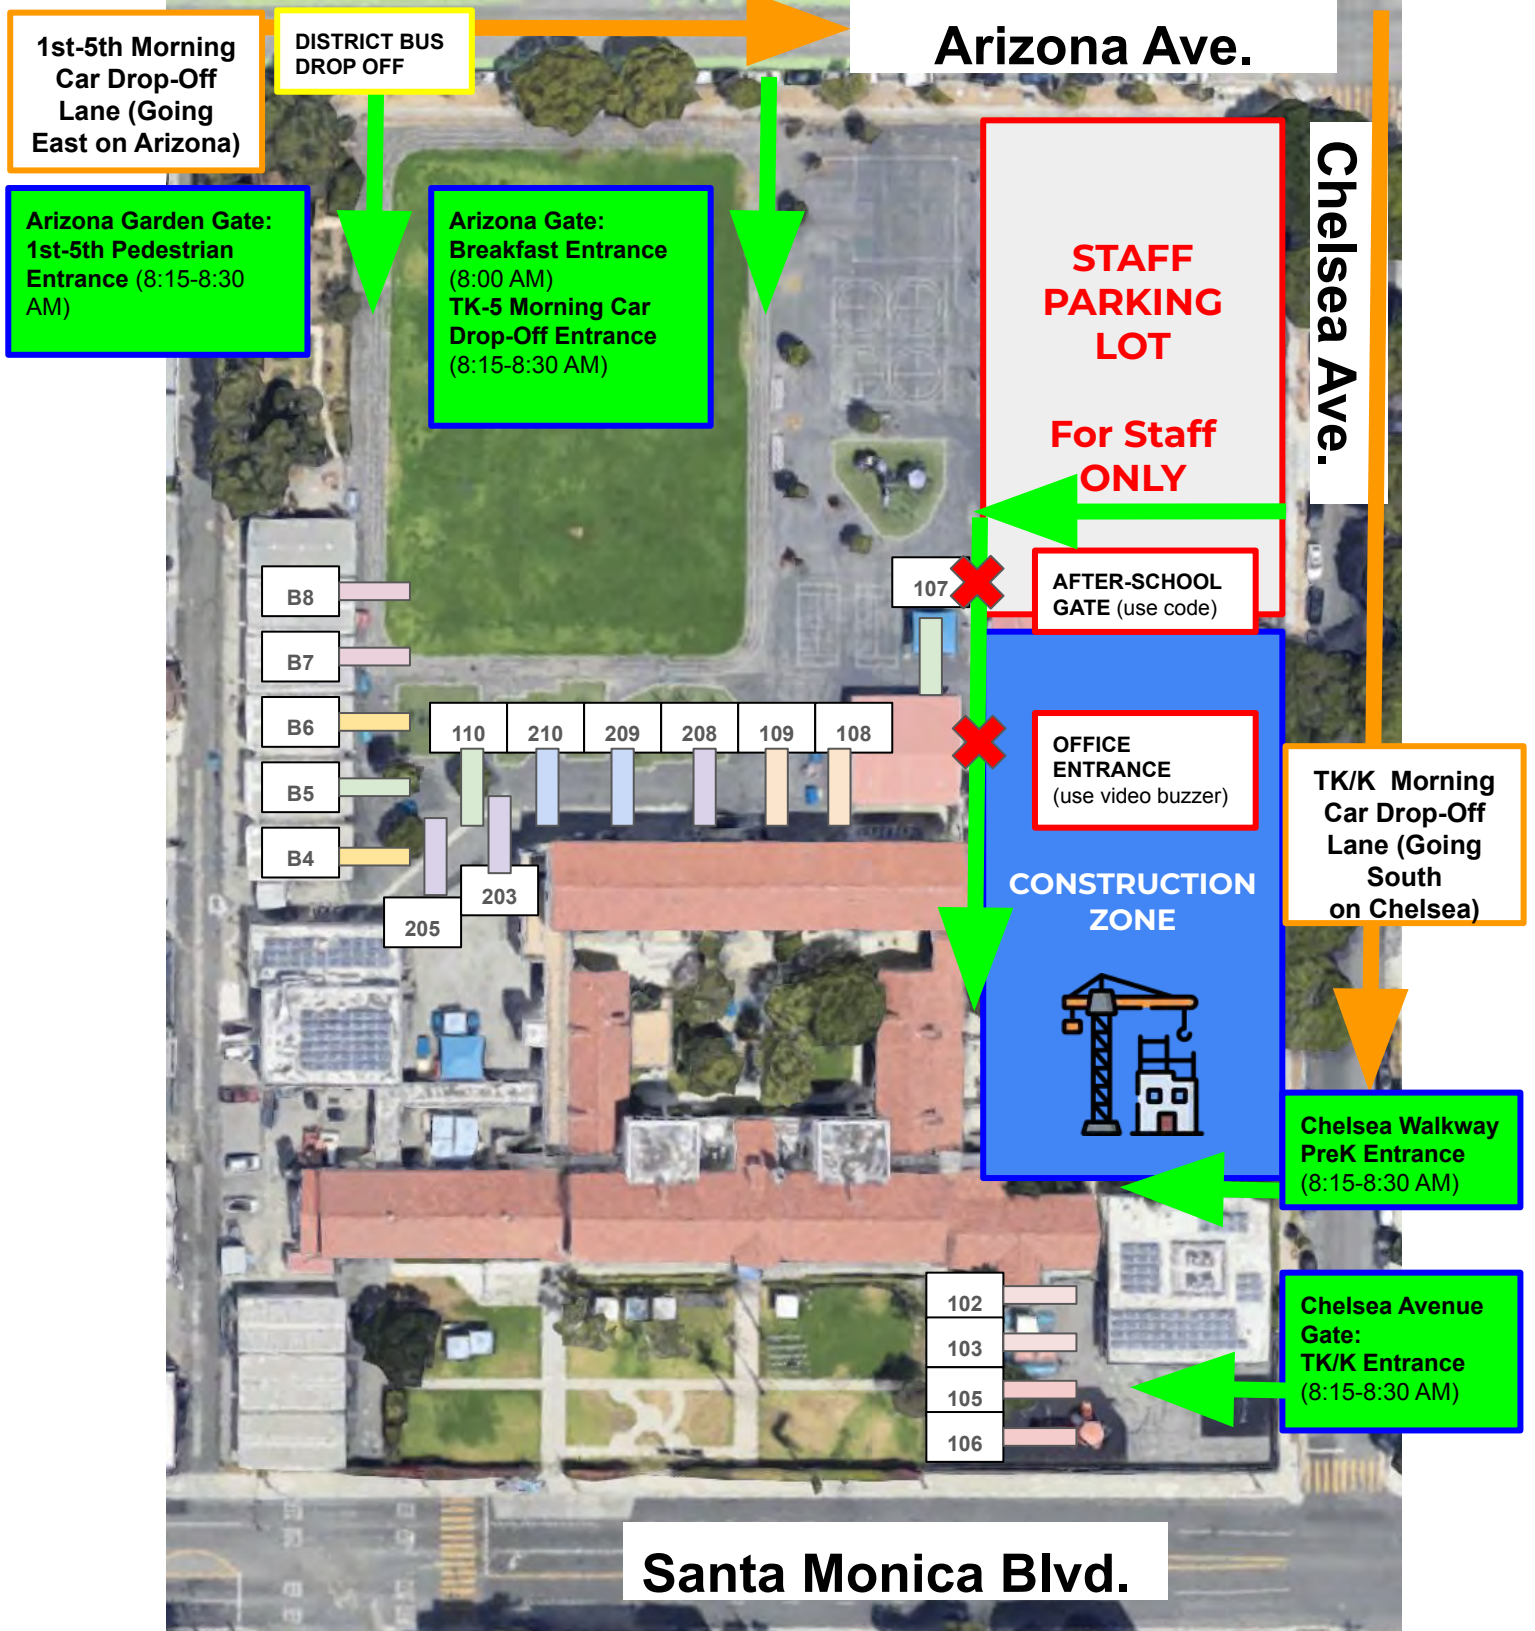 1st-5th Morning
Car Drop-Off
Lane (Going
East on Arizona)
DISTRICT BUS
DROP OFF
Arizona Ave.
Chelsea Ave.
Arizona Garden Gate:
1st-5th Pedestrian
Entrance (8:15-8:30
AM)
Arizona Gate:
Breakfast Entrance
(8:00 AM)
TK-5 Morning Car
Drop-Off Entrance
(8:15-8:30 AM)
STAFF
PARKING
LOT
For Staff
ONLY
AFTER-SCHOOL
GATE (use code)
107
B8
B7
B6
B5
B4
110
210
209
208
109
108
203
205
OFFICE
ENTRANCE
(use video buzzer)
CONSTRUCTION
ZONE
TK/K Morning
Car Drop-Off
Lane (Going
South
on Chelsea)
Chelsea Walkway
PreK Entrance
(8:15-8:30 AM)
Chelsea Avenue
Gate:
TK/K Entrance
(8:15-8:30 AM)
102
103
105
106
Santa Monica Blvd.